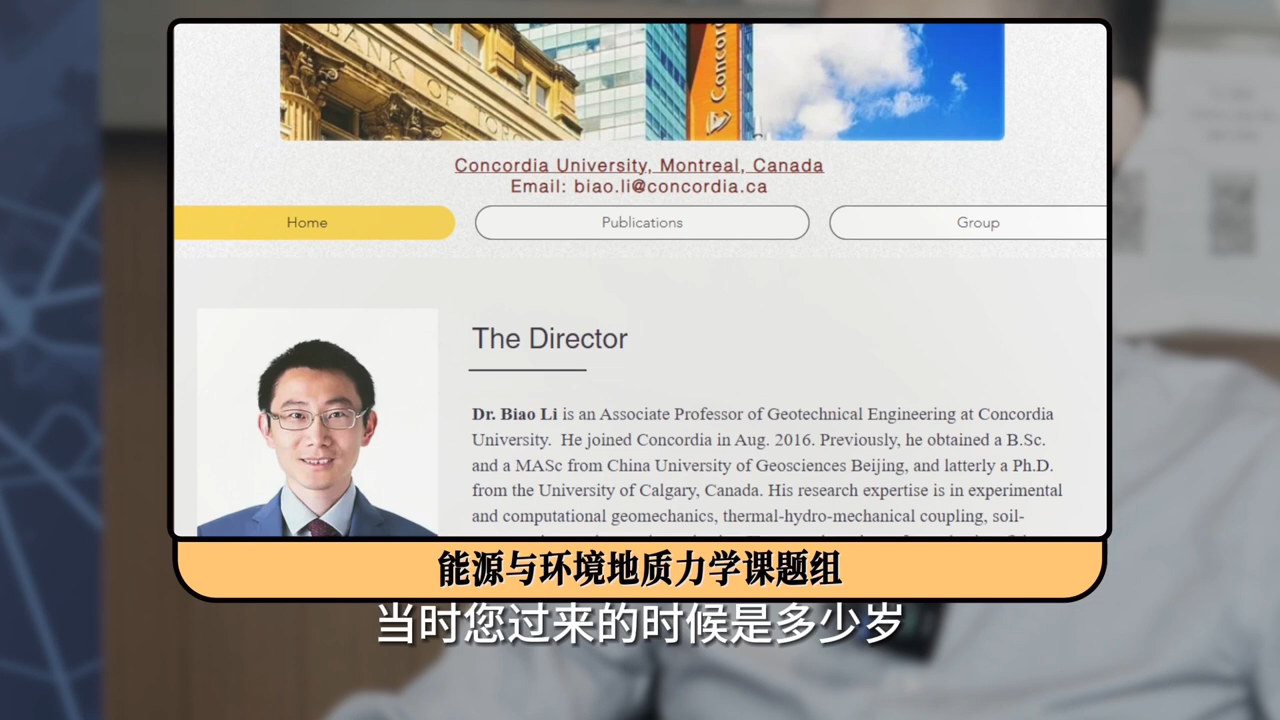 BANK OF
Concor
Concordia University, Montreal, Canada
Email: biao.li@concordia.ca
Home
Publications
Group
The Director
Dr. Biao Li is an Associate Professor of Geotechnical Engineering at Concordia
University. He joined Concordia in Aug. 2016. Previously, he obtained a B.Sc.
and a MASc from China University of Geosciences Beijing, and latterly a Ph.D.
from the University of Calgary, Canada. His research expertise is in experimental
and computational geomechanics, thermal-hydro-mechanical coupling, soil-
能源与环境地质力学课题组
当时您过来的时候是多少岁